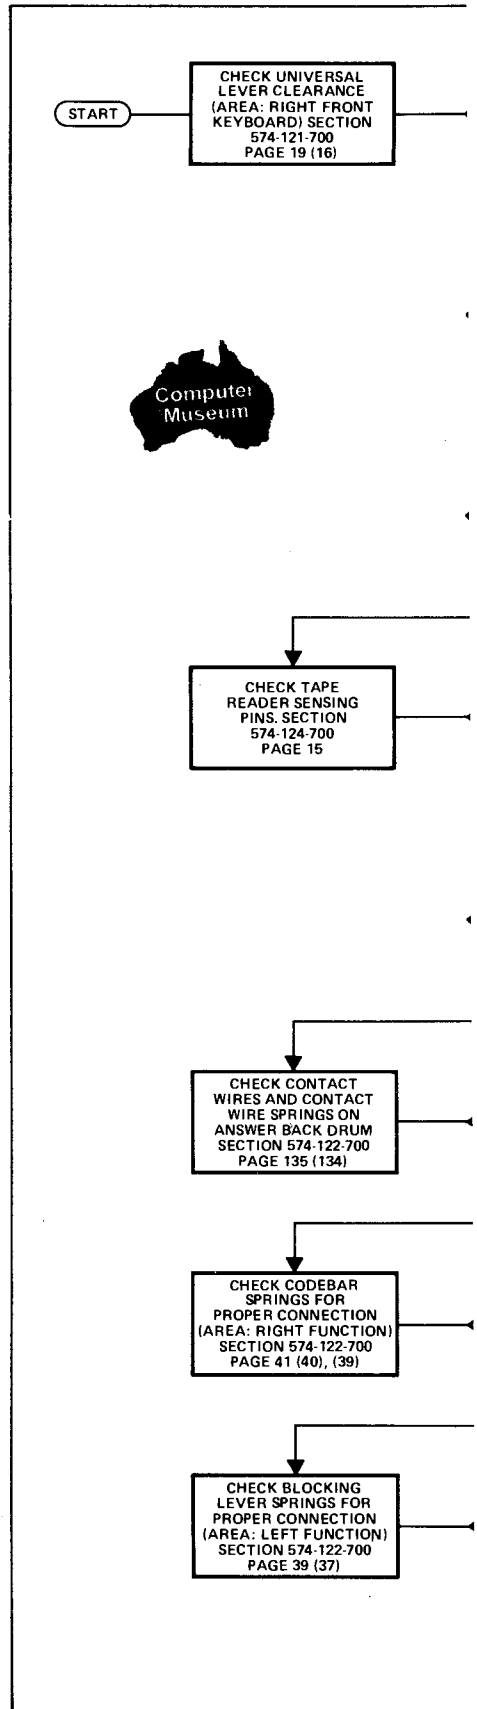 START
CHECK UNIVERSAL
LEVER CLEARANCE
(AREA: RIGHT FRONT
KEYBOARD) SECTION
574-121-700
PAGE 19 (16)
Computer
Museum
CHECK TAPE
READER SENSING
PINS. SECTION
574-124-700
PAGE 15
CHECK CONTACT
WIRES AND CONTACT
WIRE SPRINGS ON
ANSWER BACK DRUM
SECTION 574-122-700
PAGE 135 (134)
CHECK CODEBAR
SPRINGS FOR
PROPER CONNECTION
(AREA: RIGHT FUNCTION)
SECTION 574-122-700
PAGE 41 (40), (39)
CHECK BLOCKING
LEVER SPRINGS FOR
PROPER CONNECTION
(AREA: LEFT FUNCTION)
SECTION 574-122-700
PAGE 39 (37)